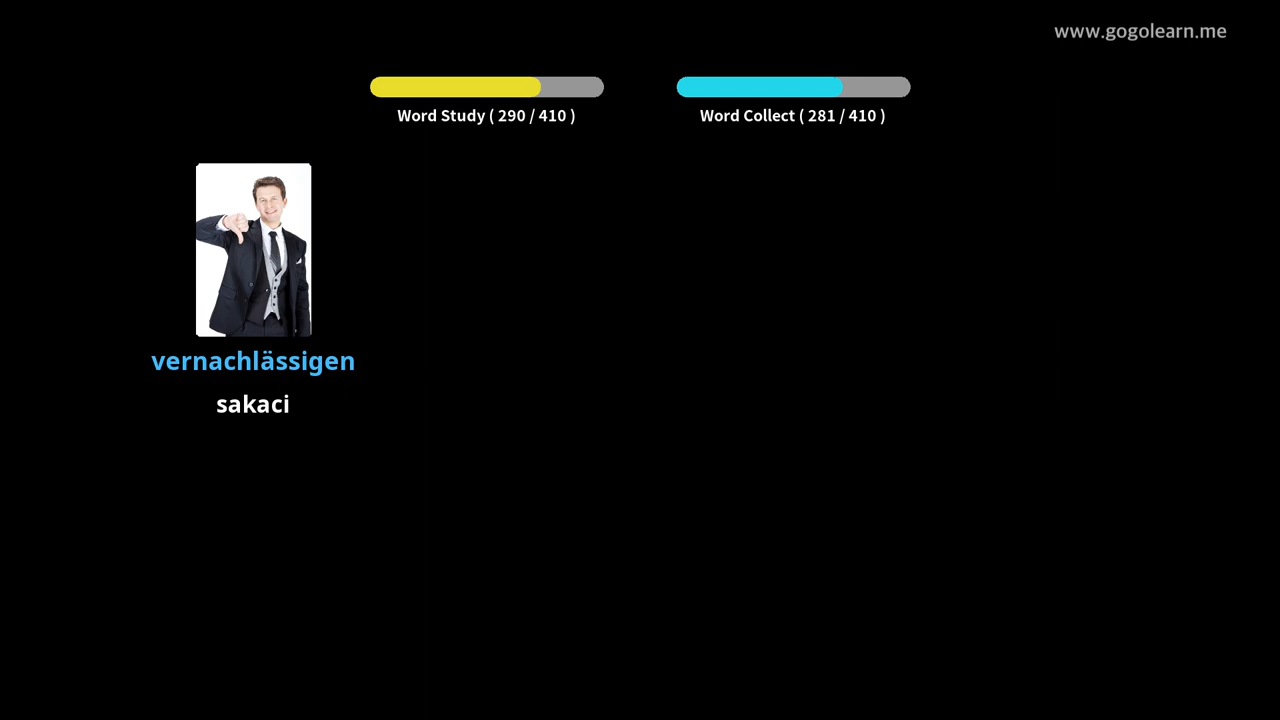 www.gogolearn.me
Word Study ( 290 / 410 )
Word Collect ( 281 / 410 )
vernachlässigen
sakaci